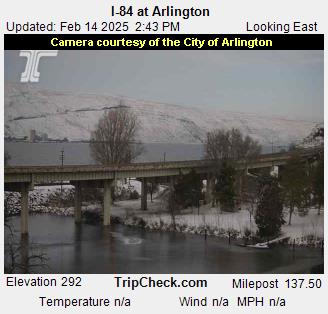 I-84 at Arlington
Updated: Feb 14 2025 2:43 PM Looking East
Camera courtesy of the City of Arlington
Elevation 292 TripCheck.com Milepost 137.50
Temperature n/a Wind n/a MPH n/a